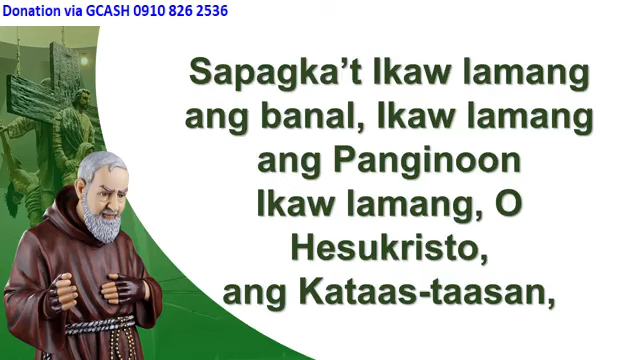 Donation via GCASH 0910 826 2536
Sapagka’t Ikaw lamang
ang banal, Ikaw lamang
ang Panginoon
Ikaw lamang, O
Hesukristo,
ang Kataas-taasan,